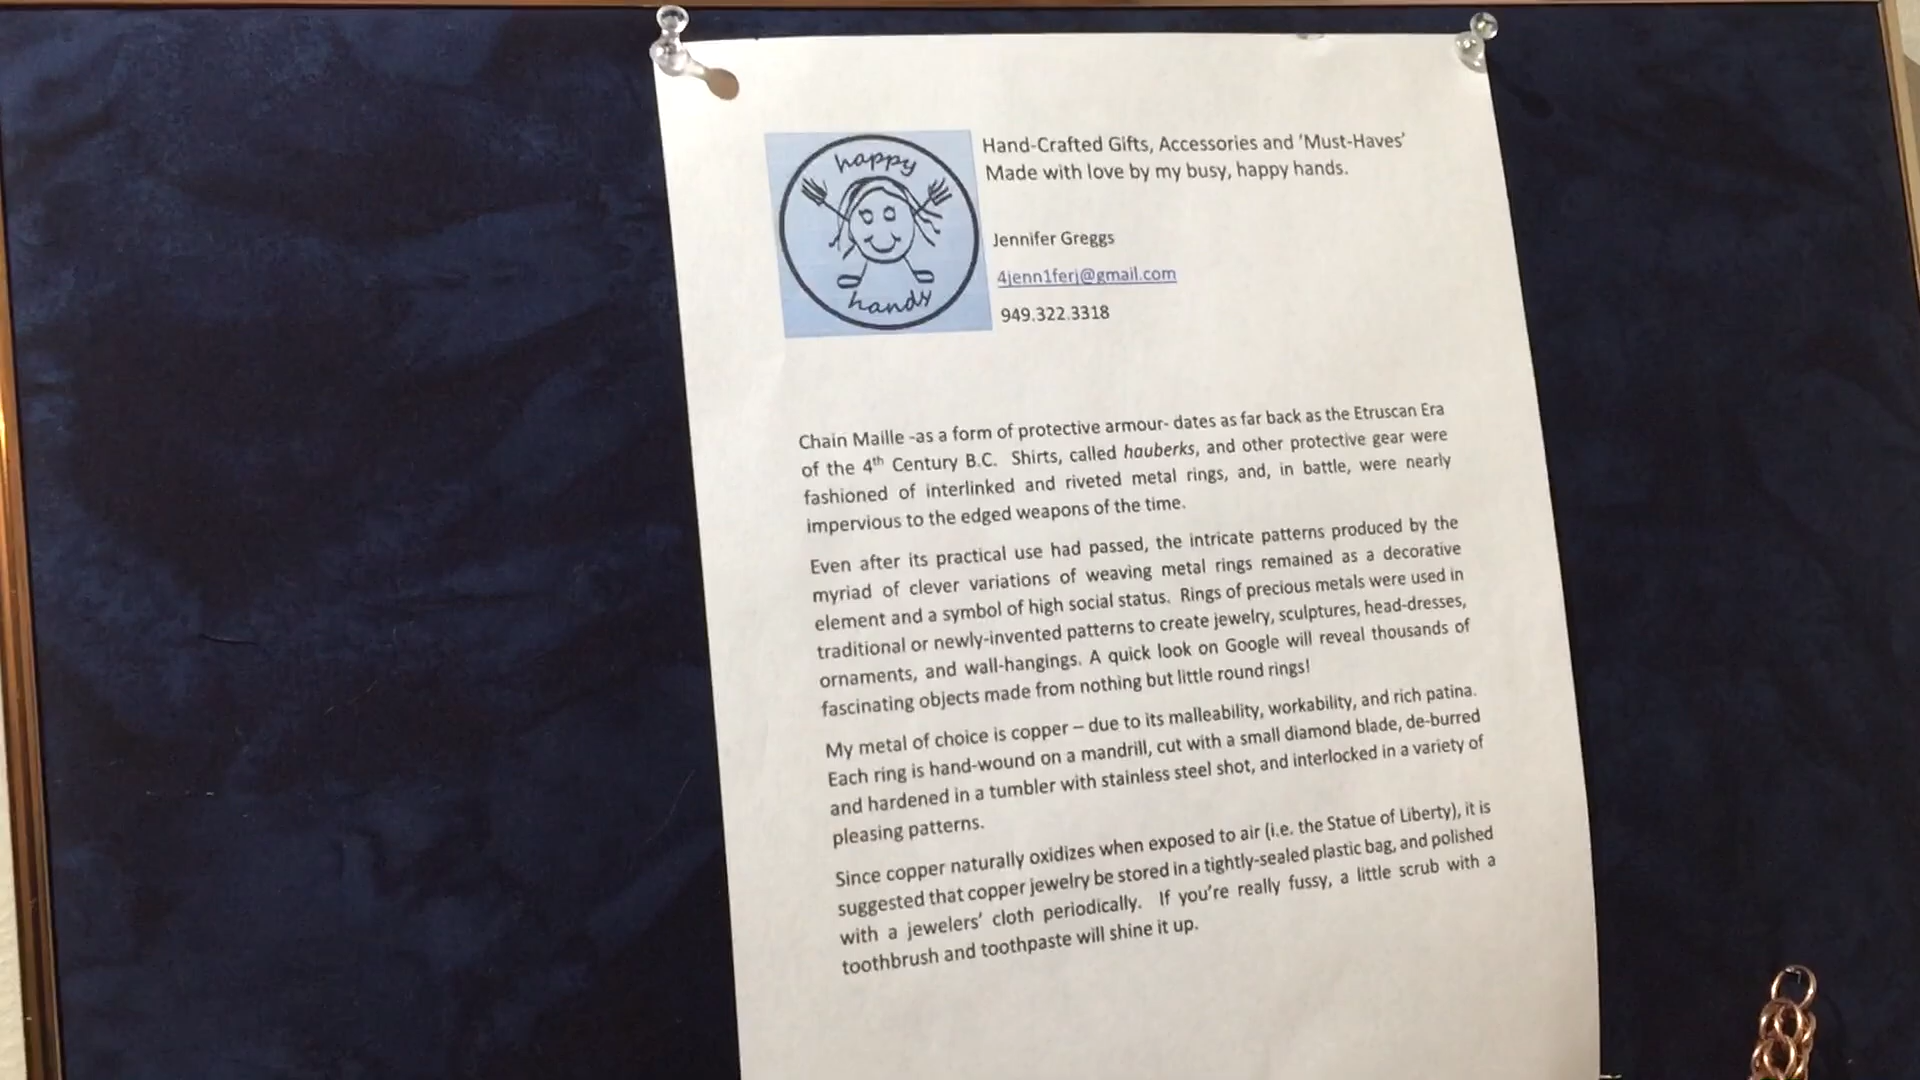 happy
hands
Hand-Crafted Gifts, Accessories and 'Must-Haves'
Made with love by my busy, happy hands.
Jennifer Greggs
4jenn1ferj@gmail.com
949.322.3318
Chain Maille -as a form of protective armour- dates as far back as the Etruscan Era
of the 4th Century B.C. Shirts, called hauberks, and other protective gear were
fashioned of interlinked and riveted metal rings, and, in battle, were nearly
impervious to the edged weapons of the time.
Even after its practical use had passed, the intricate patterns produced by the
myriad of clever variations of weaving metal rings remained as a decorative
element and a symbol of high social status. Rings of precious metals were used in
traditional or newly-invented patterns to create jewelry, sculptures, head-dresses,
ornaments, and wall-hangings. A quick look on Google will reveal thousands of
fascinating objects made from nothing but little round rings!
My metal of choice is copper – due to its malleability, workability, and rich patina.
Each ring is hand-wound on a mandrill, cut with a small diamond blade, de-burred
and hardened in a tumbler with stainless steel shot, and interlocked in a variety of
pleasing patterns.
Since copper naturally oxidizes when exposed to air (i.e. the Statue of Liberty), it is
suggested that copper jewelry be stored in a tightly-sealed plastic bag, and polished
with a jewelers' cloth periodically. If you're really fussy, a little scrub with a
toothbrush and toothpaste will shine it up.